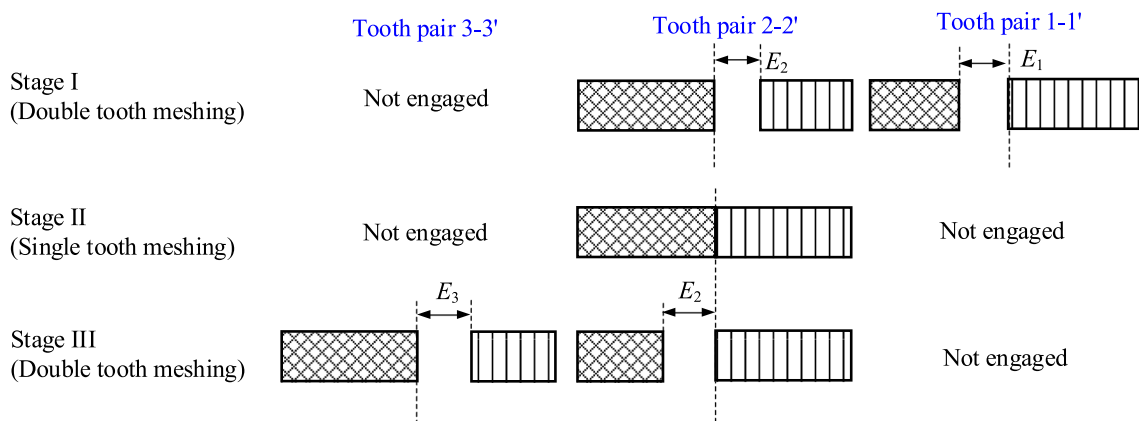 Tooth pair 3-3'
Tooth pair 2-2'
Tooth pair 1-1'
Stage I
(Double tooth meshing)
Not engaged
E2
E1
Stage II
(Single tooth meshing)
Not engaged
Not engaged
E3
E2
Stage III
(Double tooth meshing)
Not engaged